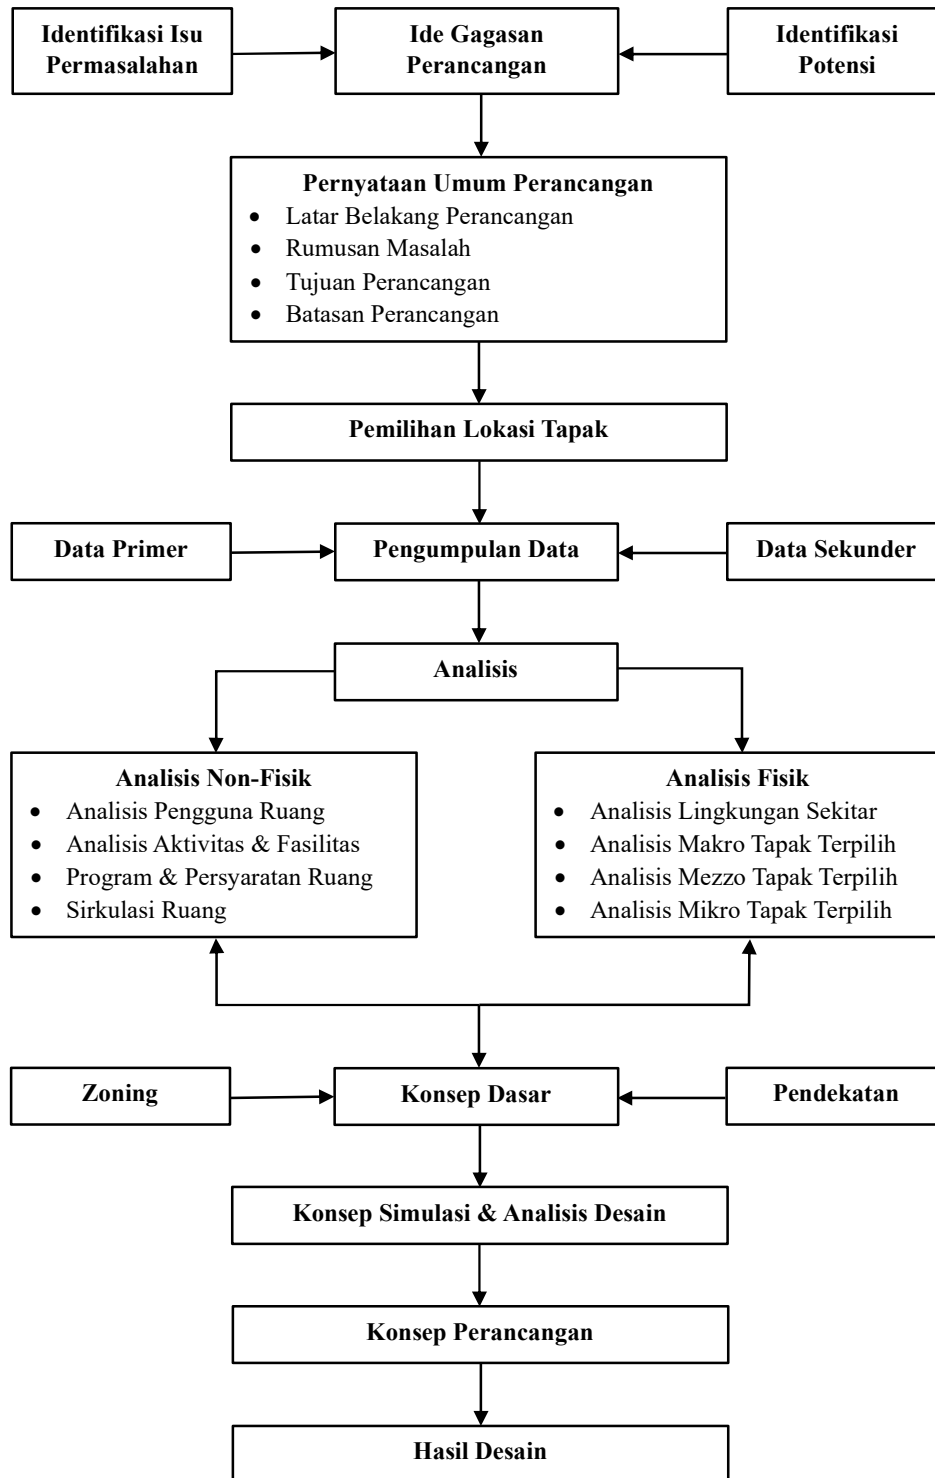 Identifikasi Isu
Permasalahan
Ide Gagasan
Perancangan
Identifikasi
Potensi
Pernyataan Umum Perancangan
• Latar Belakang Perancangan
• Rumusan Masalah
• Tujuan Perancangan
• Batasan Perancangan
Pemilihan Lokasi Tapak
Data Primer
Pengumpulan Data
Data Sekunder
Analisis
Analisis Non-Fisik
• Analisis Pengguna Ruang
• Analisis Aktivitas & Fasilitas
• Program & Persyaratan Ruang
• Sirkulasi Ruang
Analisis Fisik
• Analisis Lingkungan Sekitar
• Analisis Makro Tapak Terpilih
• Analisis Mezzo Tapak Terpilih
• Analisis Mikro Tapak Terpilih
Zoning
Konsep Dasar
Pendekatan
Konsep Simulasi & Analisis Desain
Konsep Perancangan
Hasil Desain